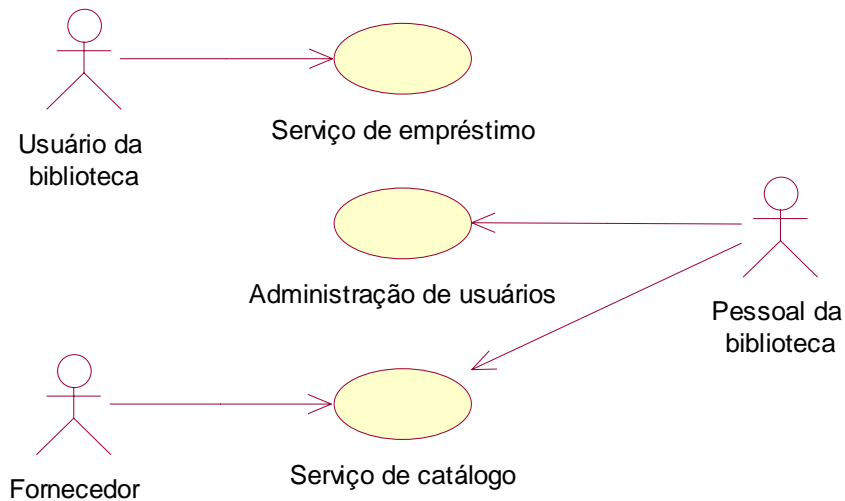 Serviço de empréstimo
Usuário da
biblioteca
Administração de usuários
Pessoal da
biblioteca
Serviço de catálogo
Fornecedor